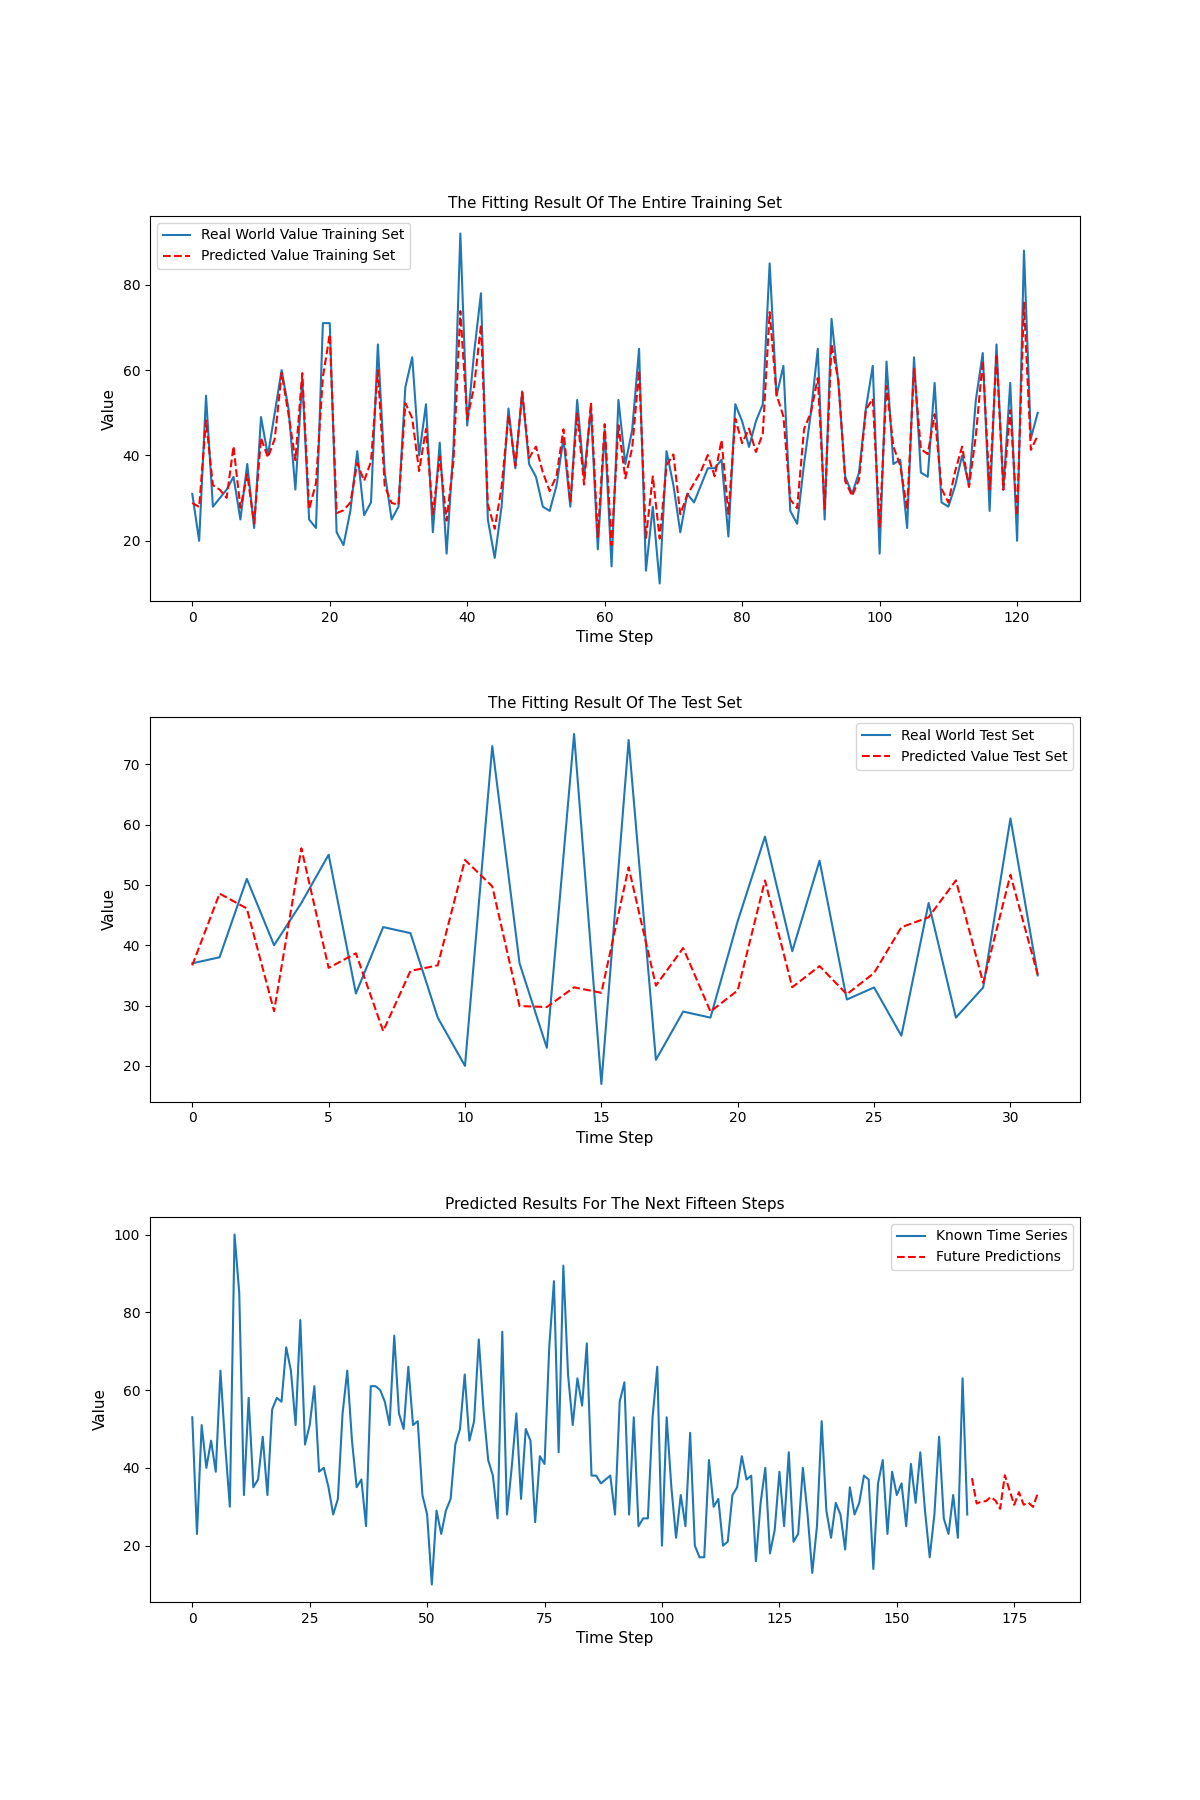 The Fitting Result Of The Entire Training Set
Real World Value Training Set
Predicted Value Training Set
Value
80
60
40
20
0 20 40 60 80 100 120
Time Step
The Fitting Result Of The Test Set
Real World Test Set
Predicted Value Test Set
Value
70
60
50
40
30
20
0 5 10 15 20 25 30
Time Step
Predicted Results For The Next Fifteen Steps
Known Time Series
Future Predictions
Value
100
80
60
40
20
0 25 50 75 100 125 150 175
Time Step